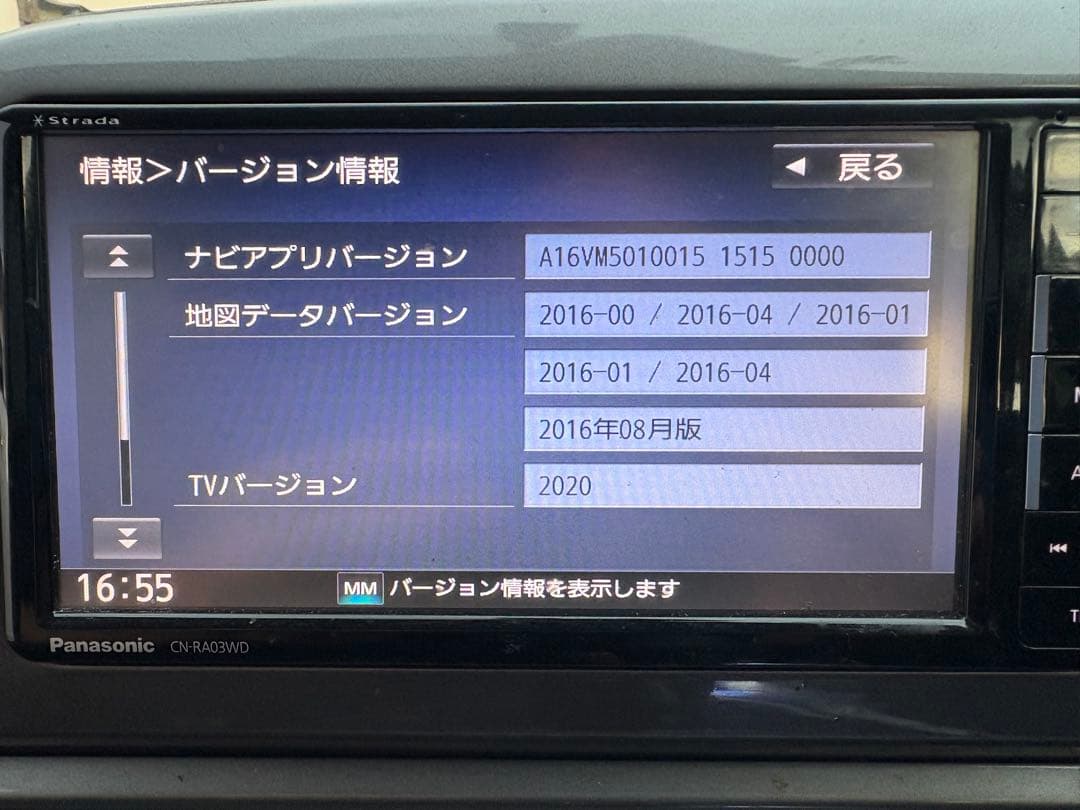 Strada
情報＞バージョン情報
戻る
ナビアプリバージョン
A16VM5010015 1515 0000
地図データバージョン
2016-00 / 2016-04 / 2016-01
2016-01 / 2016-04
2016年08月版
TVバージョン
2020
16:55
MM バージョン情報を表示します
Panasonic CN-RA03WD